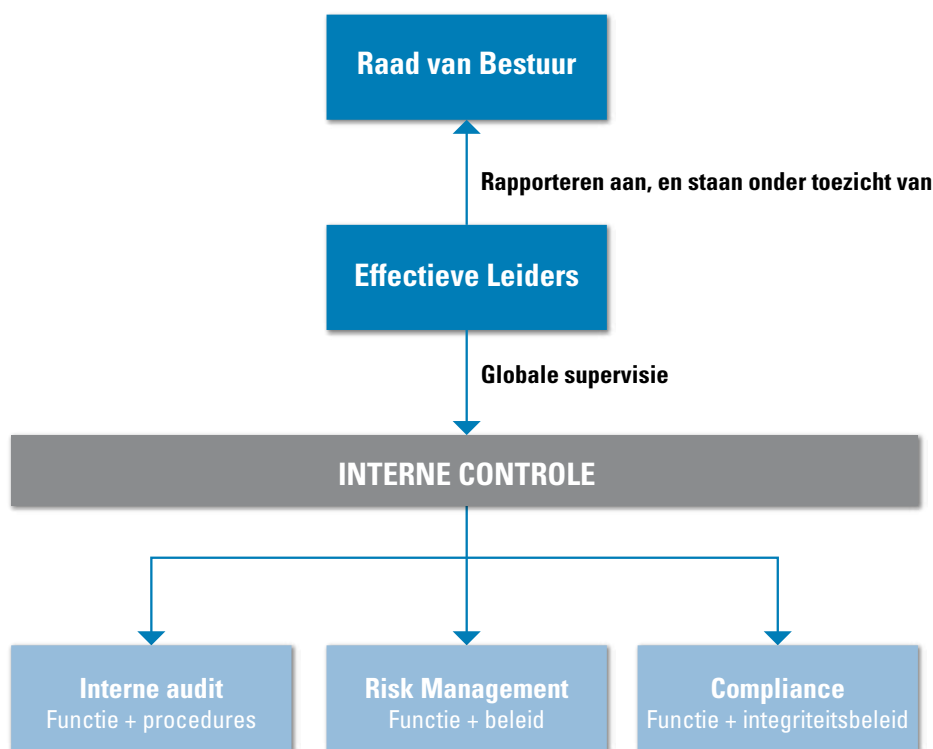 Raad van Bestuur
Rapporteren aan, en staan onder toezicht van
Effectieve Leiders
Globale supervisie
INTERNE CONTROLE
Interne audit
Functie + procedures
Risk Management
Functie + beleid
Compliance
Functie + integriteitsbeleid